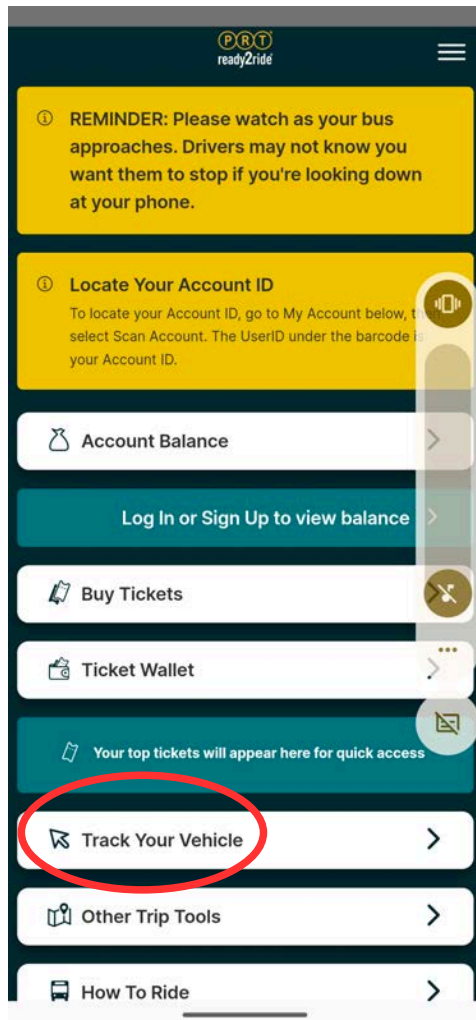 PRT
ready2ride
REMINDER: Please watch as your bus
approaches. Drivers may not know you
want them to stop if you're looking down
at your phone.
Locate Your Account ID
To locate your Account ID, go to My Account below, then
select Scan Account. The UserID under the barcode is
your Account ID.
Account Balance
Log In or Sign Up to view balance
Buy Tickets
Ticket Wallet
Your top tickets will appear here for quick access
Track Your Vehicle
Other Trip Tools
How To Ride